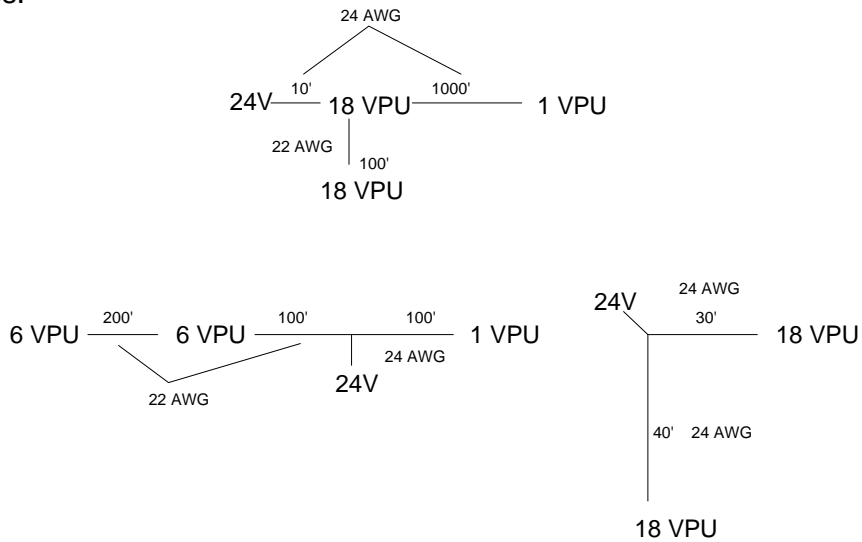 24 AWG
10'
1000'
24V
18 VPU
1 VPU
22 AWG
100'
18 VPU
200'
100'
100'
6 VPU
6 VPU
1 VPU
24 AWG
24V
22 AWG
24 AWG
24V
30'
18 VPU
40' 24 AWG
18 VPU